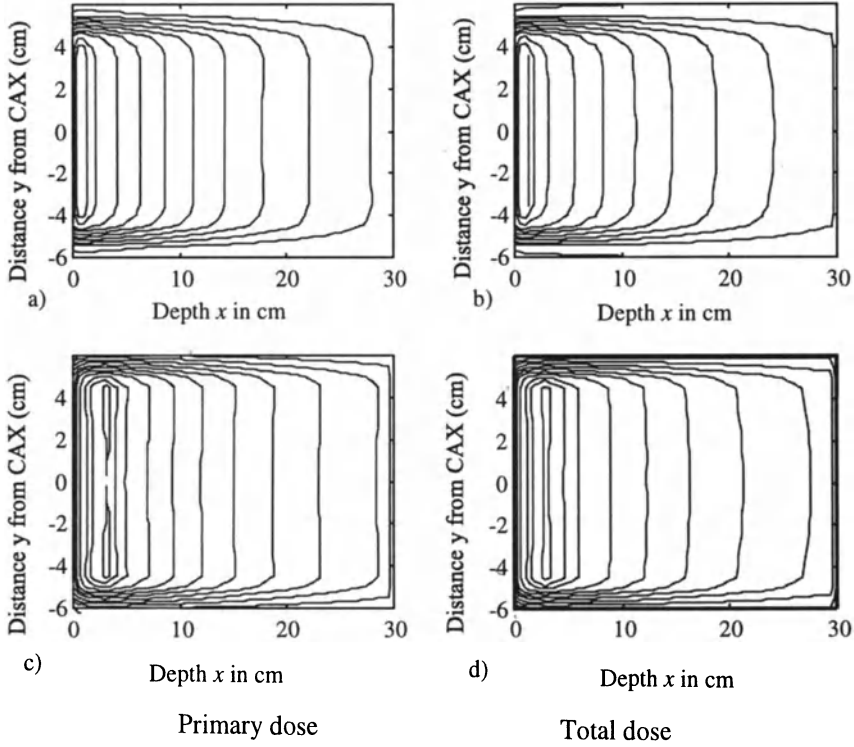 Distance y from CAX (cm)
4
2
0
-2
-4
-6
0
10
20
30
a)
Depth x in cm
Distance y from CAX (cm)
4
2
0
-2
-4
-6
0
10
20
30
b)
Depth x in cm
Distance y from CAX (cm)
4
2
0
-2
-4
-6
0
10
20
30
c)
Depth x in cm
Distance y from CAX (cm)
4
2
0
-2
-4
-6
0
10
20
30
d)
Depth x in cm
Primary dose
Total dose